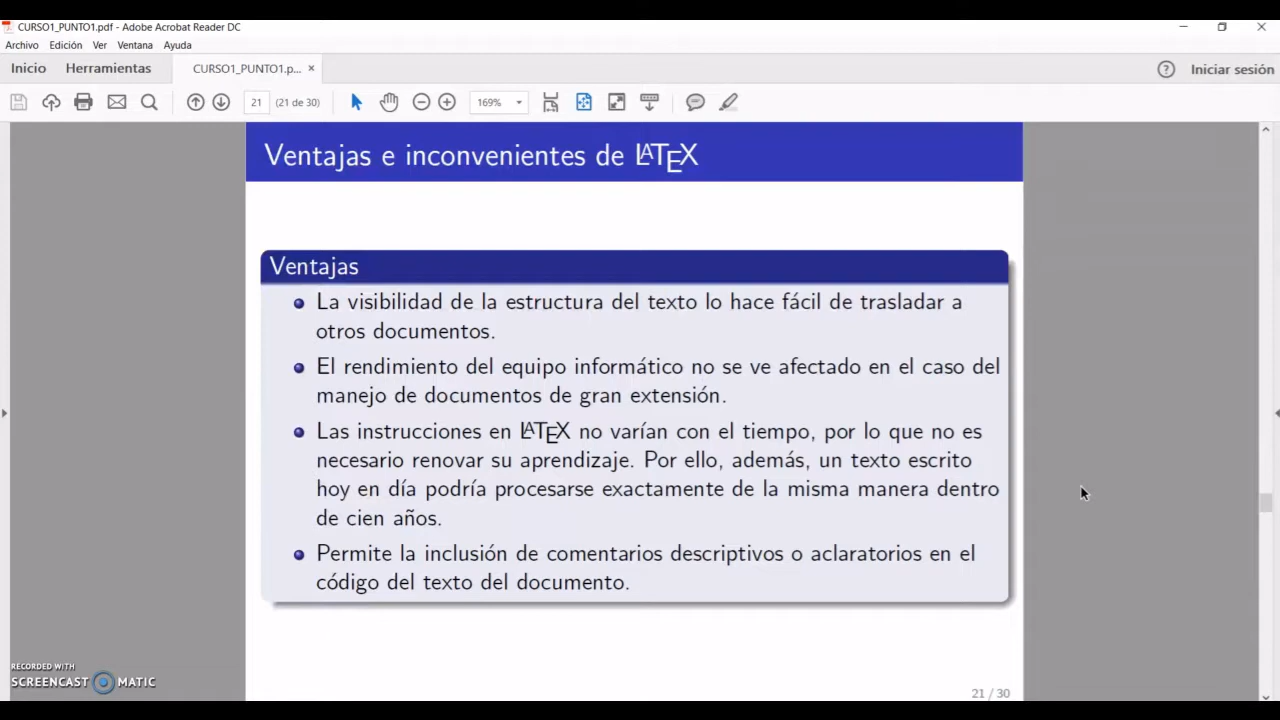 CURSO1_PUNTO1.pdf - Adobe Acrobat Reader DC
Archivo Edición Ver Ventana Ayuda
Inicio Herramientas CURSO1_PUNTO1.p... × ? Iniciar sesión
21 (21 de 30) 169%
Ventajas e inconvenientes de LATEX
Ventajas
La visibilidad de la estructura del texto lo hace fácil de trasladar a
otros documentos.
El rendimiento del equipo informático no se ve afectado en el caso del
manejo de documentos de gran extensión.
Las instrucciones en LATEX no varían con el tiempo, por lo que no es
necesario renovar su aprendizaje. Por ello, además, un texto escrito
hoy en día podría procesarse exactamente de la misma manera dentro
de cien años.
Permite la inclusión de comentarios descriptivos o aclaratorios en el
código del texto del documento.
RECORDED WITH
SCREENCAST MATIC
21 / 30